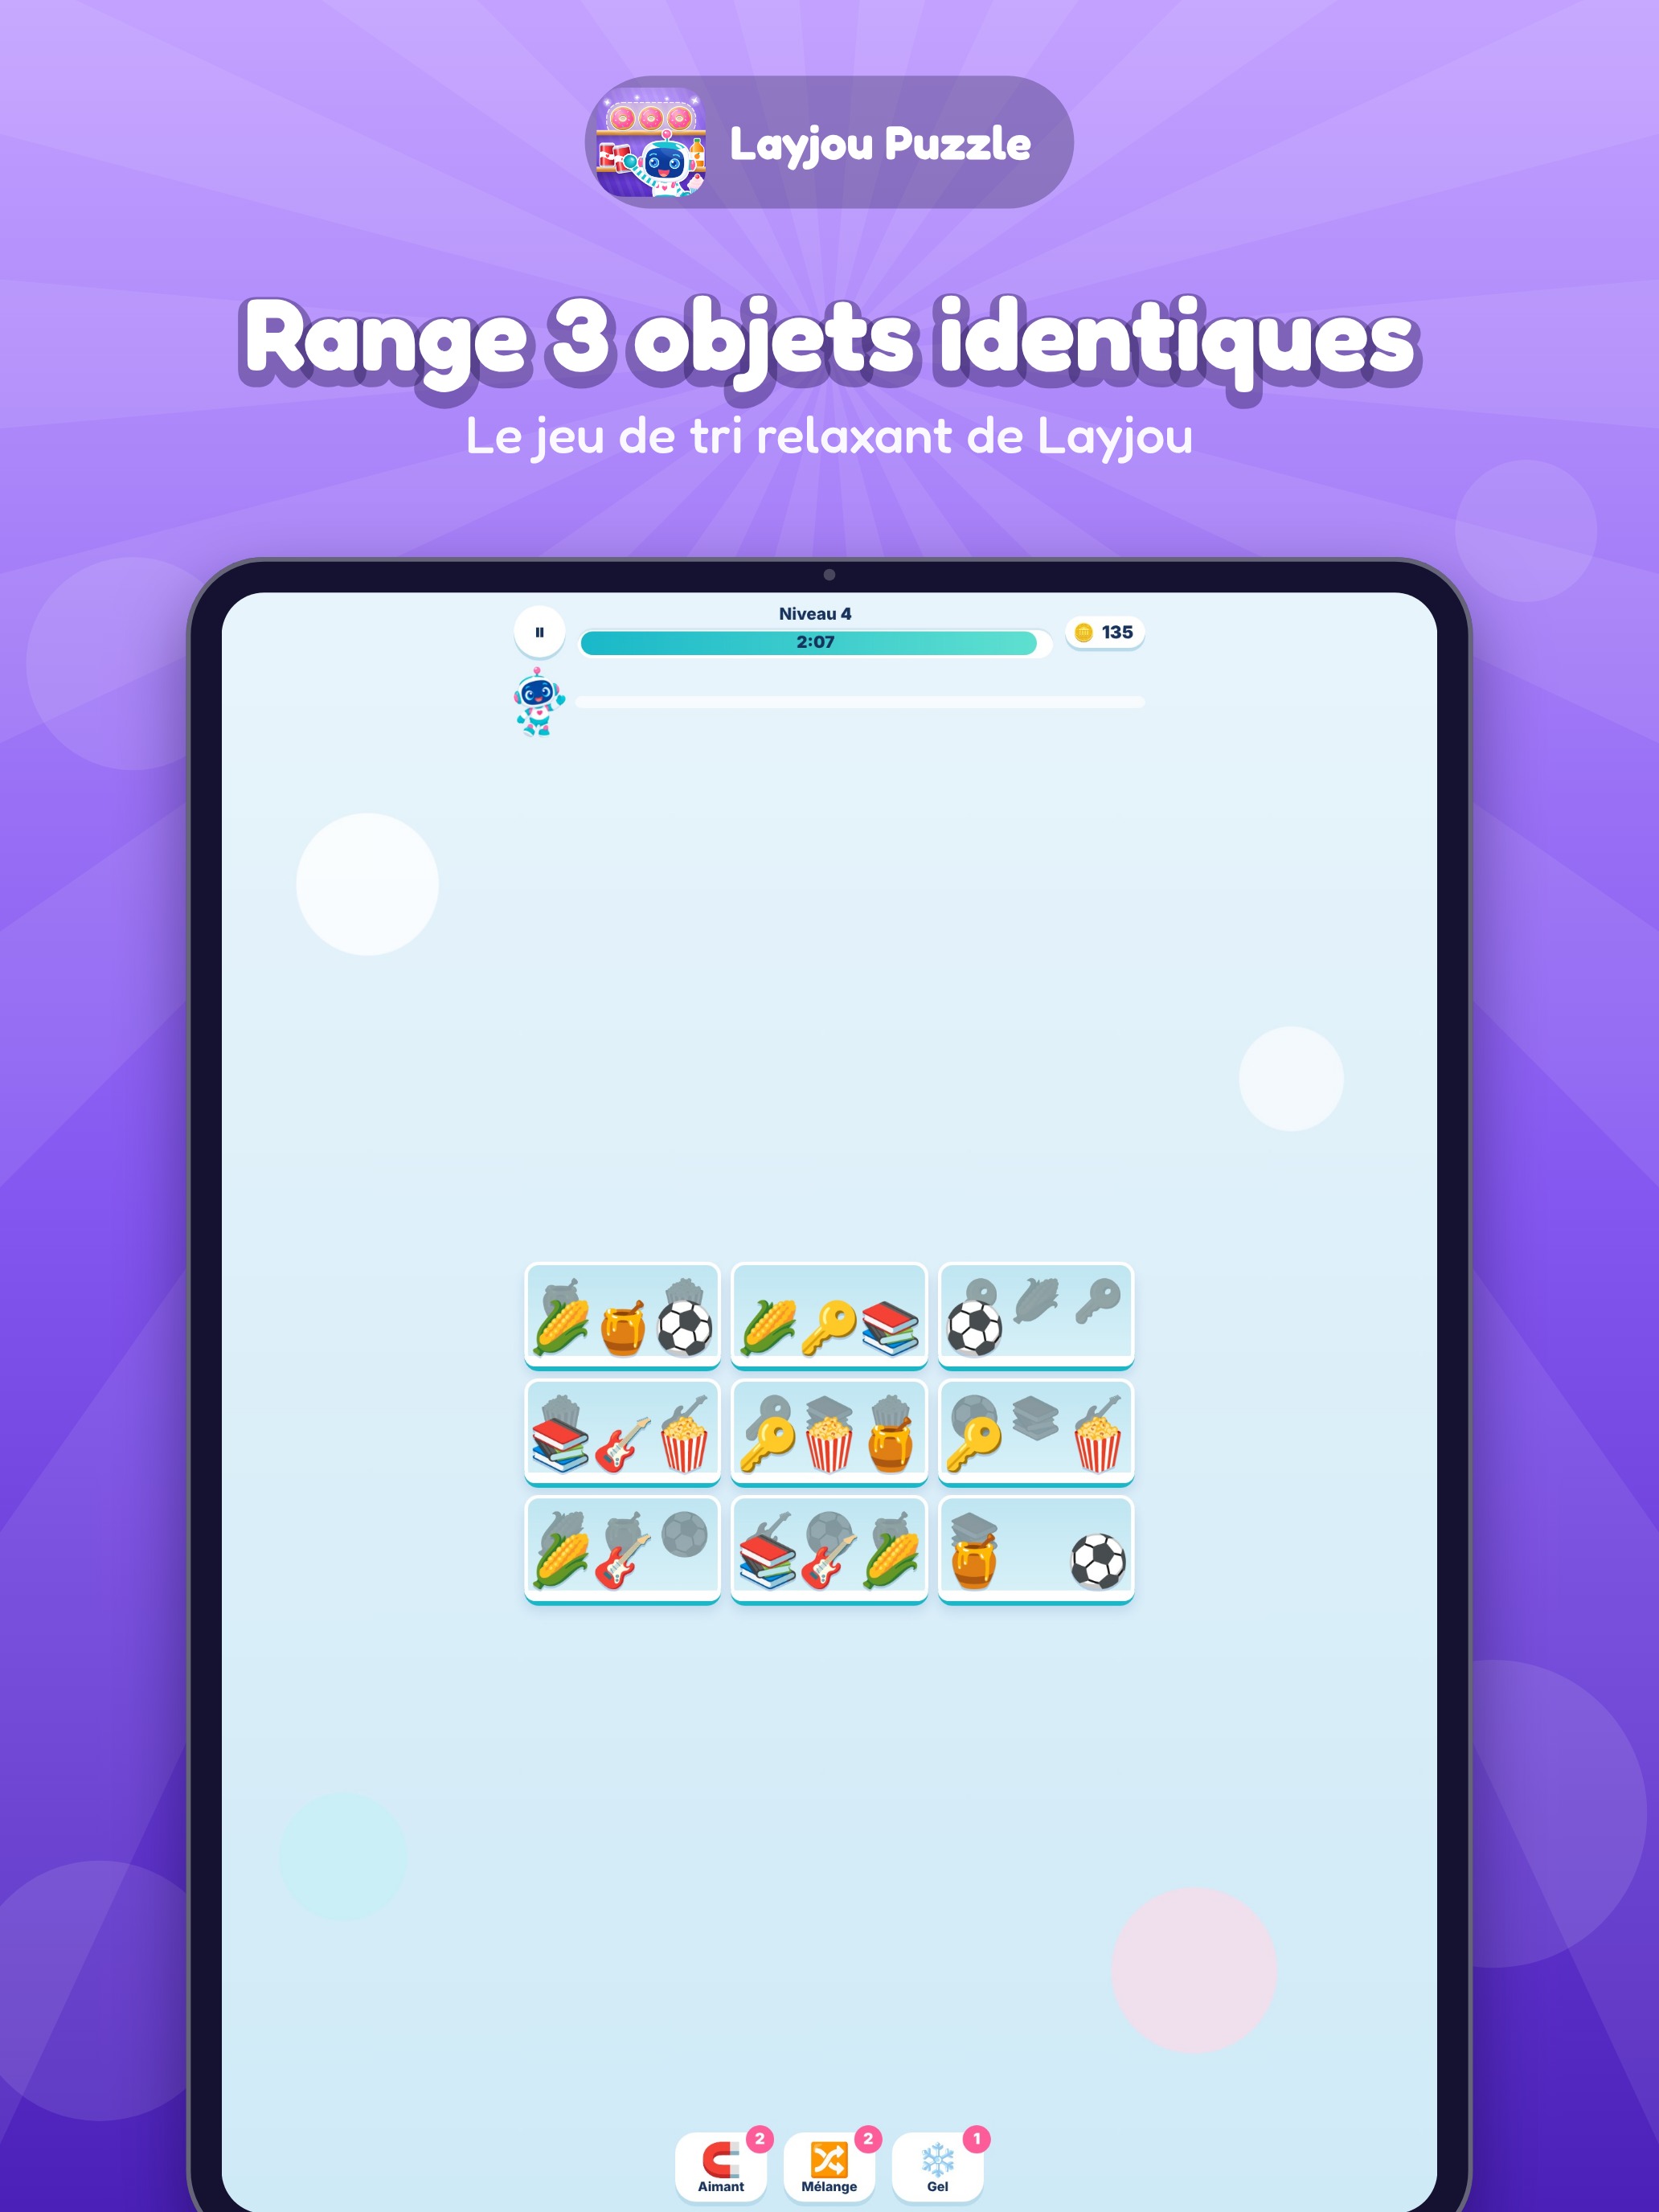 Layjou Puzzle
Range 3 objets identiques
Le jeu de tri relaxant de Layjou
Niveau 4
2:07
135
2
2
1
Aimant
Mélange
Gel